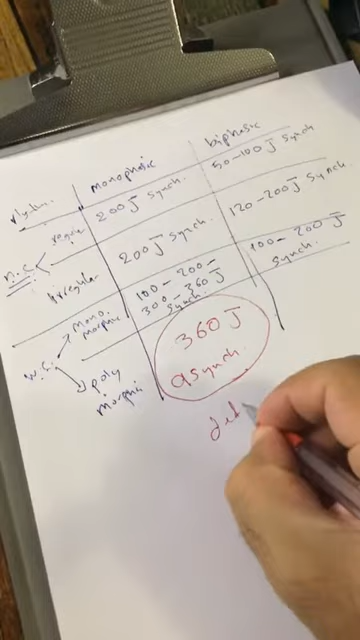 monophasic biphasic
rhythm.
n.c regular 200 J Synch. 50-100 J Synch
irregular 200 J Synch. 120-200 J Synch.
w.c. mono. morphic 100-200- 300-360 J Synch. 100-200 J Synch.
poly morphic 360 J asynch.